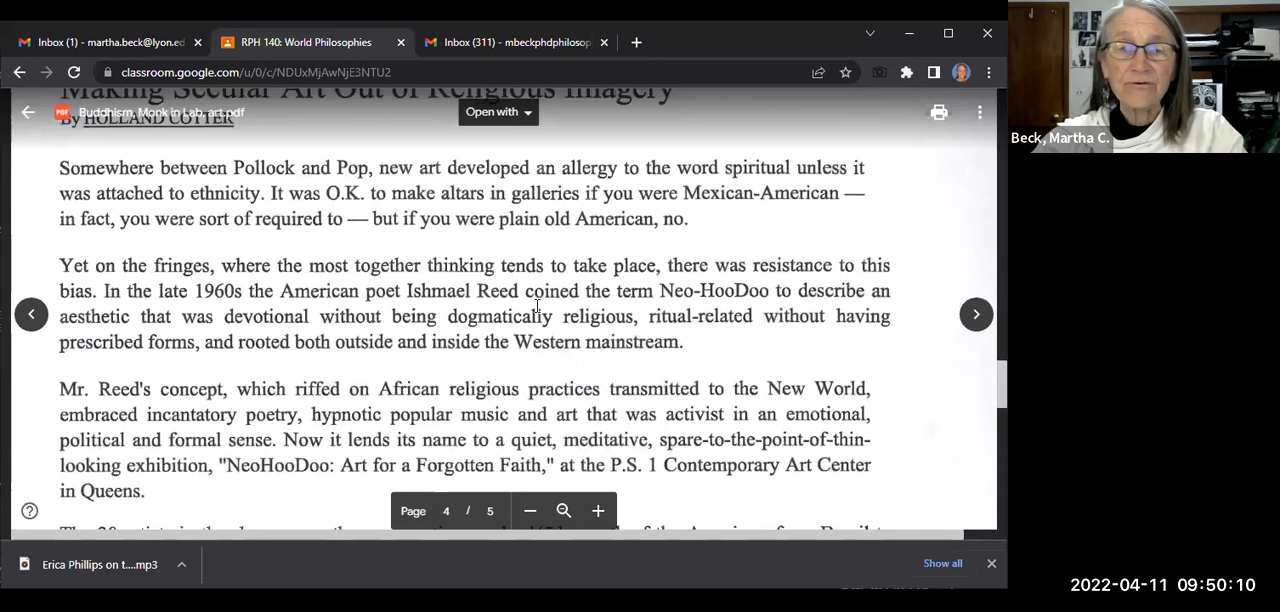 Inbox (1) - martha.beck@lyon.ed
RPH 140: World Philosophies
Inbox (311) - mbeckphdphilosop
classroom.google.com/u/0/c/NDUxMjAwNjE3NTU2
Making Secular Art Out of Religious Imagery
PDF Buddhism, Monk in Lab, art.pdf
Open with
By HOLLAND COTTER
Beck, Martha C.
Somewhere between Pollock and Pop, new art developed an allergy to the word spiritual unless it
was attached to ethnicity. It was O.K. to make altars in galleries if you were Mexican-American —
in fact, you were sort of required to — but if you were plain old American, no.
Yet on the fringes, where the most together thinking tends to take place, there was resistance to this
bias. In the late 1960s the American poet Ishmael Reed coined the term Neo-HooDoo to describe an
aesthetic that was devotional without being dogmatically religious, ritual-related without having
prescribed forms, and rooted both outside and inside the Western mainstream.
Mr. Reed's concept, which riffed on African religious practices transmitted to the New World,
embraced incantatory poetry, hypnotic popular music and art that was activist in an emotional,
political and formal sense. Now it lends its name to a quiet, meditative, spare-to-the-point-of-thin-
looking exhibition, "NeoHooDoo: Art for a Forgotten Faith," at the P.S. 1 Contemporary Art Center
in Queens.
Page 4 / 5
Erica Phillips on t....mp3
Show all
2022-04-11 09:50:10